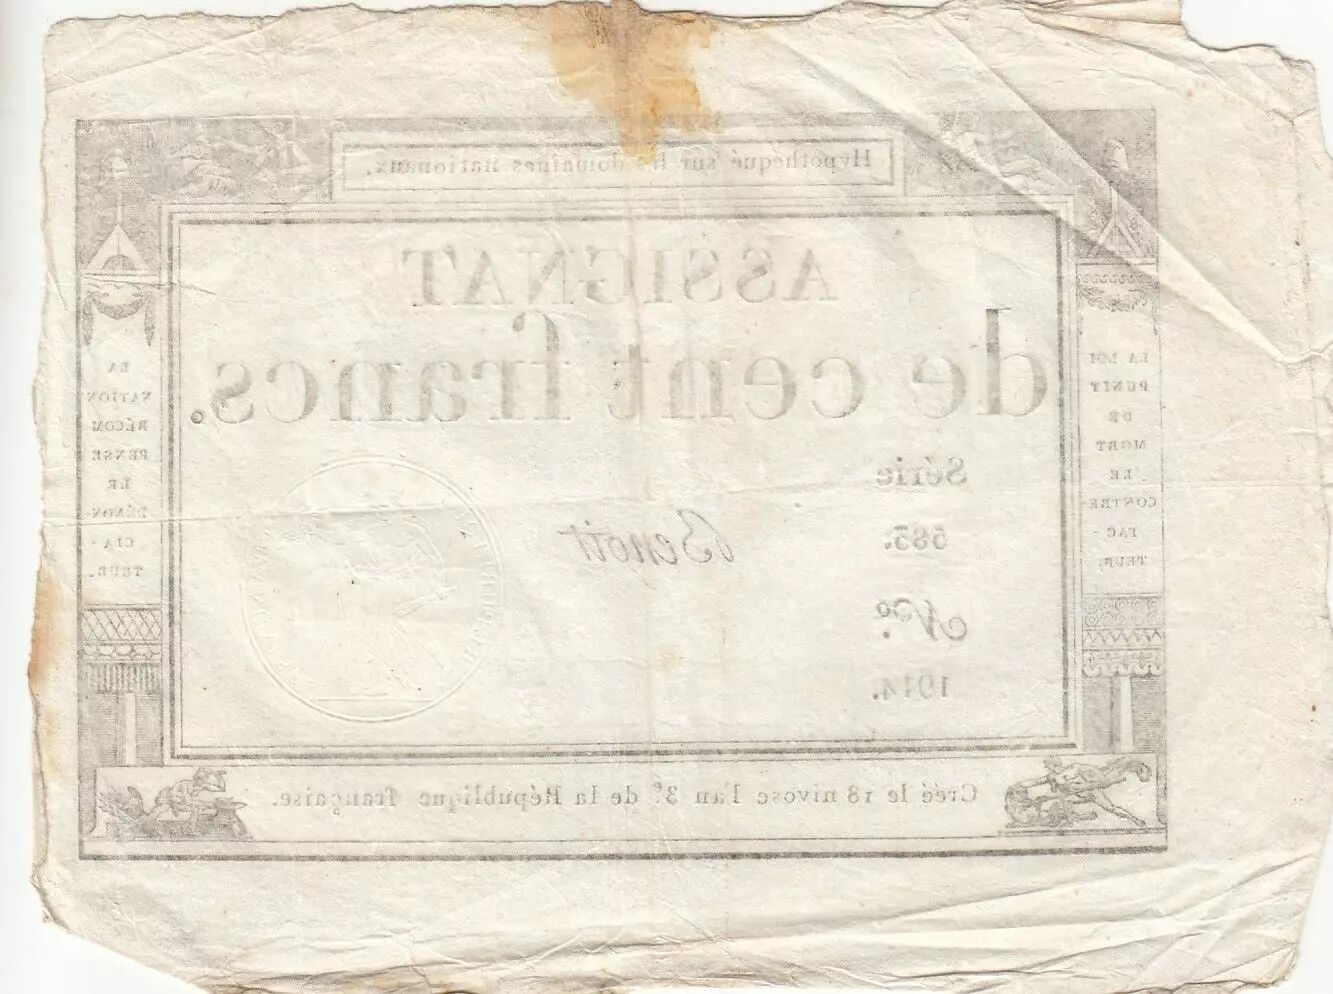 Hypothéqué sur les domaines nationaux.
ASSIGNAT
de cent francs.
Série
583.
Benoit
N.º
1914.
LA LOI
PUNIT
DE
MORT
LE
CONTRE
FAC-
TEUR.
LA
NATION
RÉCOM
PENSE
LE
DÉNON-
CIA-
TEUR.
Créé le 18 nivose l'an 3.e de la République française.